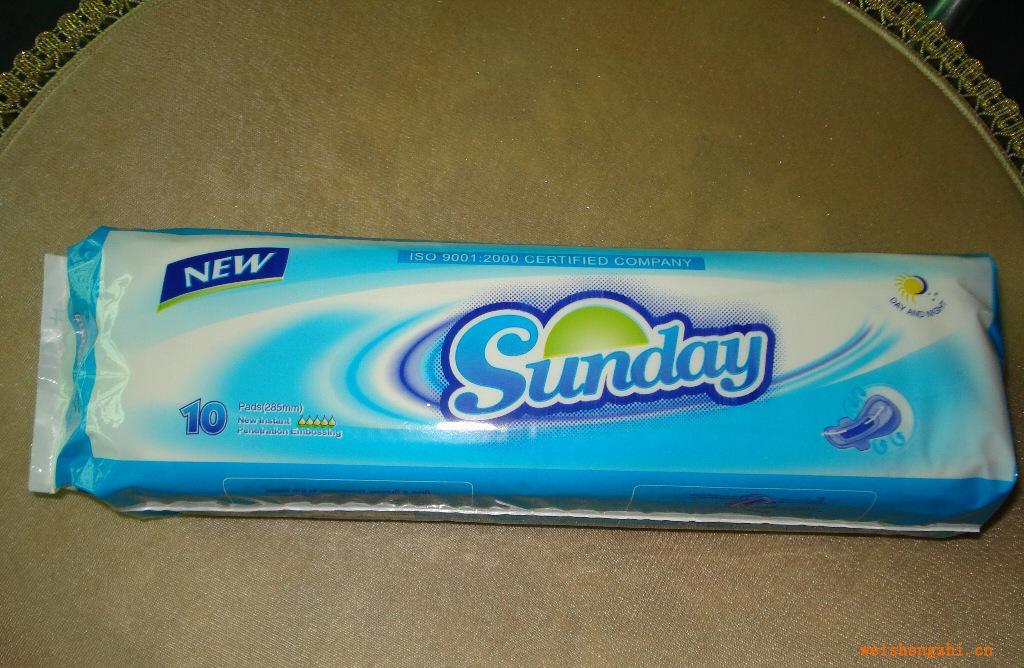 NEW
ISO 9001:2000 CERTIFIED COMPANY
DAY AND NIGHT
Sunday
10
Pads(285mm)
New Instant
Penetration Embossing
weishengzhi.cn